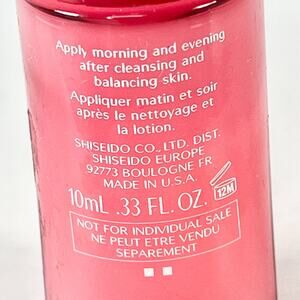 Apply morning and evening
after cleansing and
balancing skin.
Appliquer matin et soir
après le nettoyage et
la lotion.
SHISEIDO CO., LTD. DIST.
SHISEIDO EUROPE
92773 BOULOGNE FR
MADE IN U.S.A.
10mL .33 FL. OZ. 12M
NOT FOR INDIVIDUAL SALE
NE PEUT ETRE VENDU
SEPAREMENT